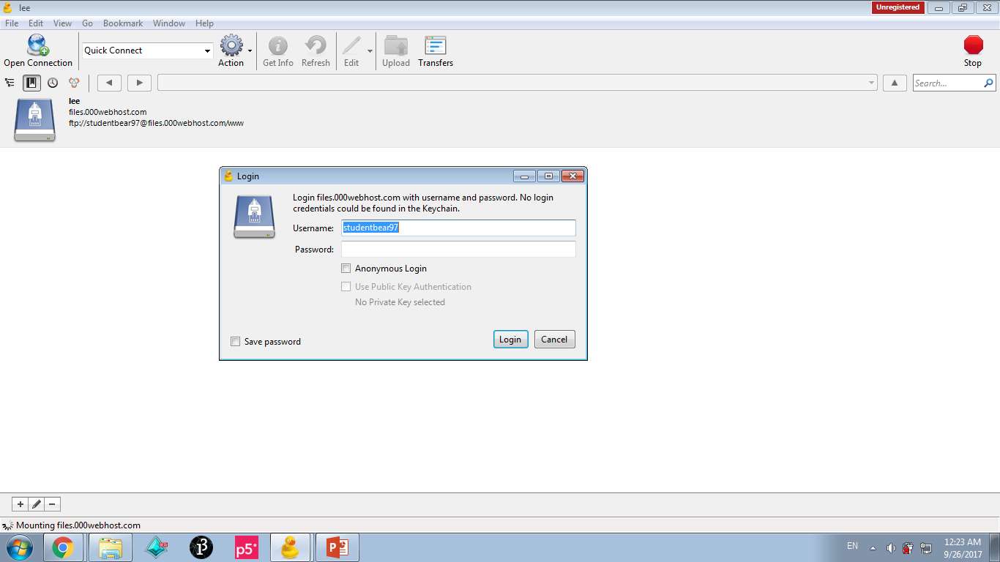 lee
Unregistered
File Edit View Go Bookmark Window Help
Open Connection
Quick Connect
Action
Get Info
Refresh
Edit
Upload
Transfers
Stop
Search...
lee
files.000webhost.com
ftp://studentbear97@files.000webhost.com/www
Login
Login files.000webhost.com with username and password. No login
credentials could be found in the Keychain.
Username: studentbear97
Password:
Anonymous Login
Use Public Key Authentication
No Private Key selected
Save password
Login
Cancel
Mounting files.000webhost.com
p5*
EN
12:23 AM
9/26/2017